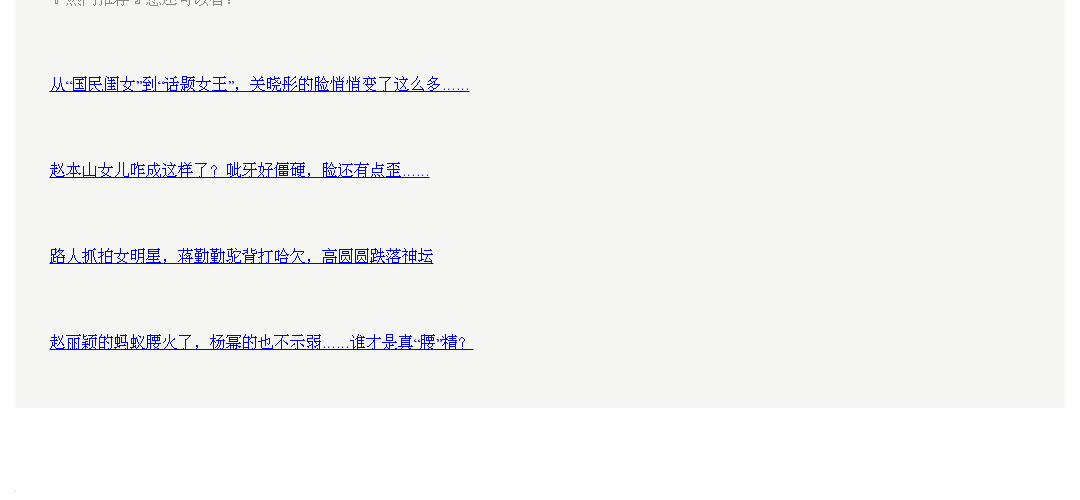 从“国民闺女”到“话题女王”，关晓彤的脸悄悄变了这么多……
赵本山女儿咋成这样了？呲牙好僵硬，脸还有点歪……
路人抓拍女明星，蒋勤勤驼背打哈欠，高圆圆跌落神坛
赵丽颖的蚂蚁腰火了，杨幂的也不示弱……谁才是真“腰”精？